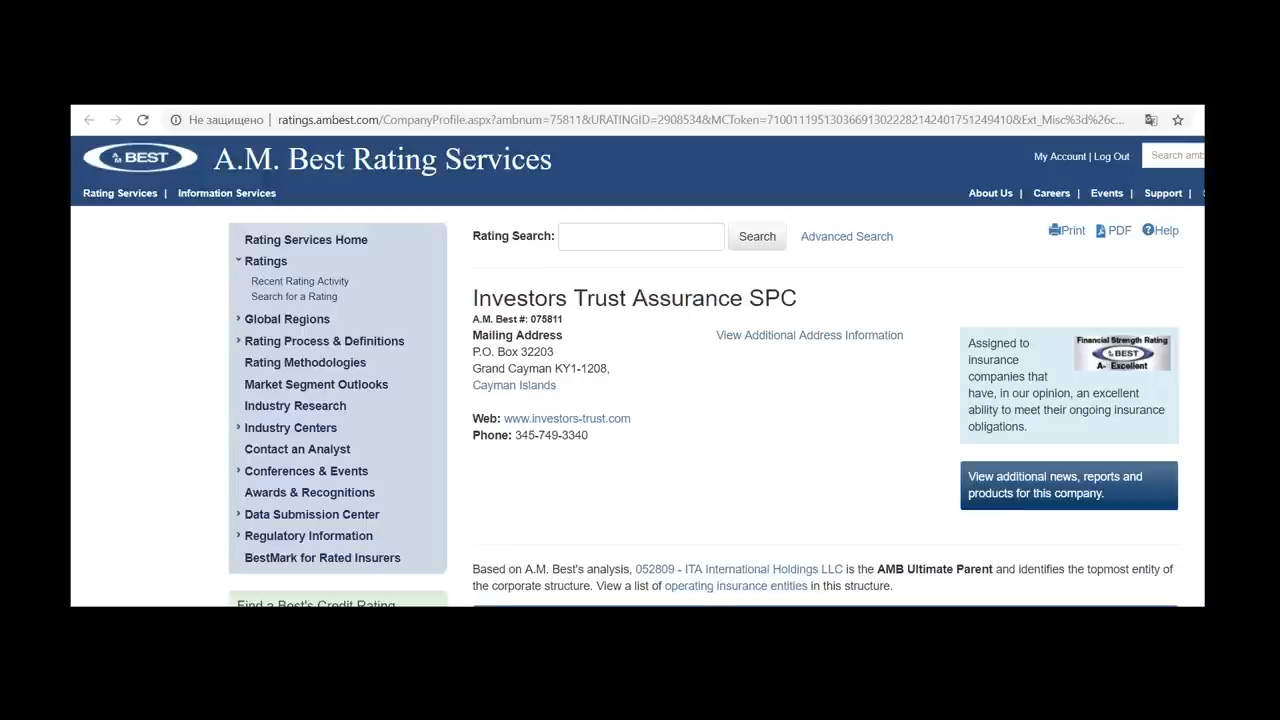 Не защищено | ratings.ambest.com/CompanyProfile.aspx?ambnum=75811&URATINGID=2908534&MCToken=71001119513036691302228214240175124941​0&Ext_Misc%3d%26c...
A.M. BEST A.M. Best Rating Services
My Account | Log Out
Search amb
Rating Services | Information Services
About Us | Careers | Events | Support |
Rating Services Home
Ratings
Recent Rating Activity
Search for a Rating
Global Regions
Rating Process & Definitions
Rating Methodologies
Market Segment Outlooks
Industry Research
Industry Centers
Contact an Analyst
Conferences & Events
Awards & Recognitions
Data Submission Center
Regulatory Information
BestMark for Rated Insurers
Find a Best's Credit Rating
Rating Search: Search Advanced Search
Print PDF Help
Investors Trust Assurance SPC
A.M. Best #: 075811
Mailing Address
P.O. Box 32203
Grand Cayman KY1-1208,
Cayman Islands
View Additional Address Information
Web: www.investors-trust.com
Phone: 345-749-3340
Assigned to
insurance
companies that
have, in our opinion, an excellent
ability to meet their ongoing insurance
obligations.
Financial Strength Rating
A.M. BEST
A- Excellent
View additional news, reports and
products for this company.
Based on A.M. Best's analysis, 052809 - ITA International Holdings LLC is the AMB Ultimate Parent and identifies the topmost entity of
the corporate structure. View a list of operating insurance entities in this structure.